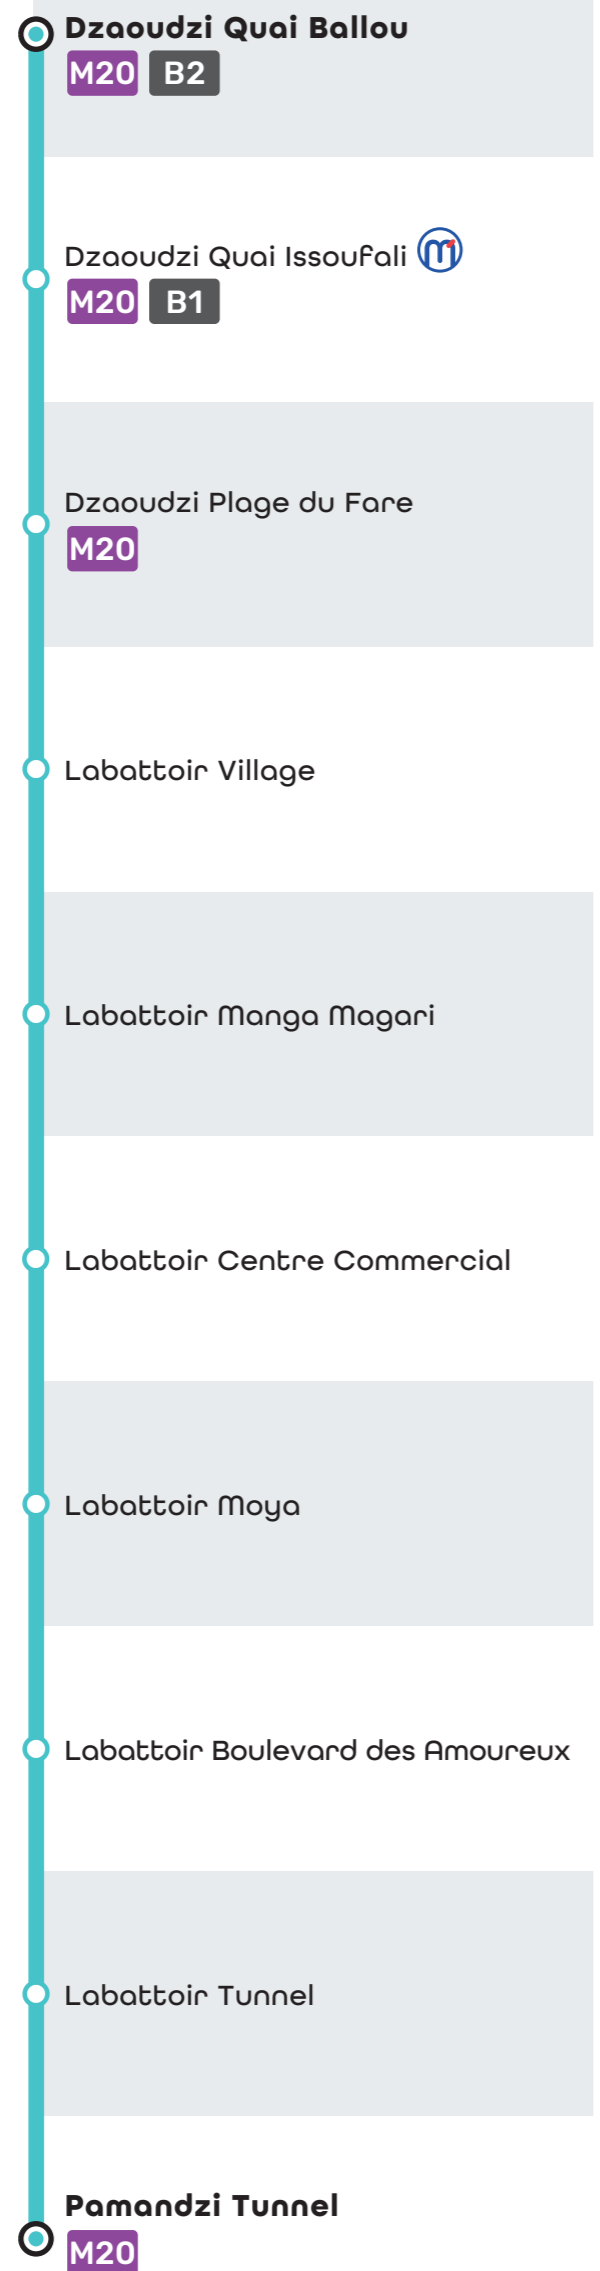 Dzaoudzi Quai Ballou
M20 B2
Dzaoudzi Quai Issoufali
M20 B1
Dzaoudzi Plage du Fare
M20
Labattoir Village
Labattoir Manga Magari
Labattoir Centre Commercial
Labattoir Moya
Labattoir Boulevard des Amoureux
Labattoir Tunnel
Pamandzi Tunnel
M20